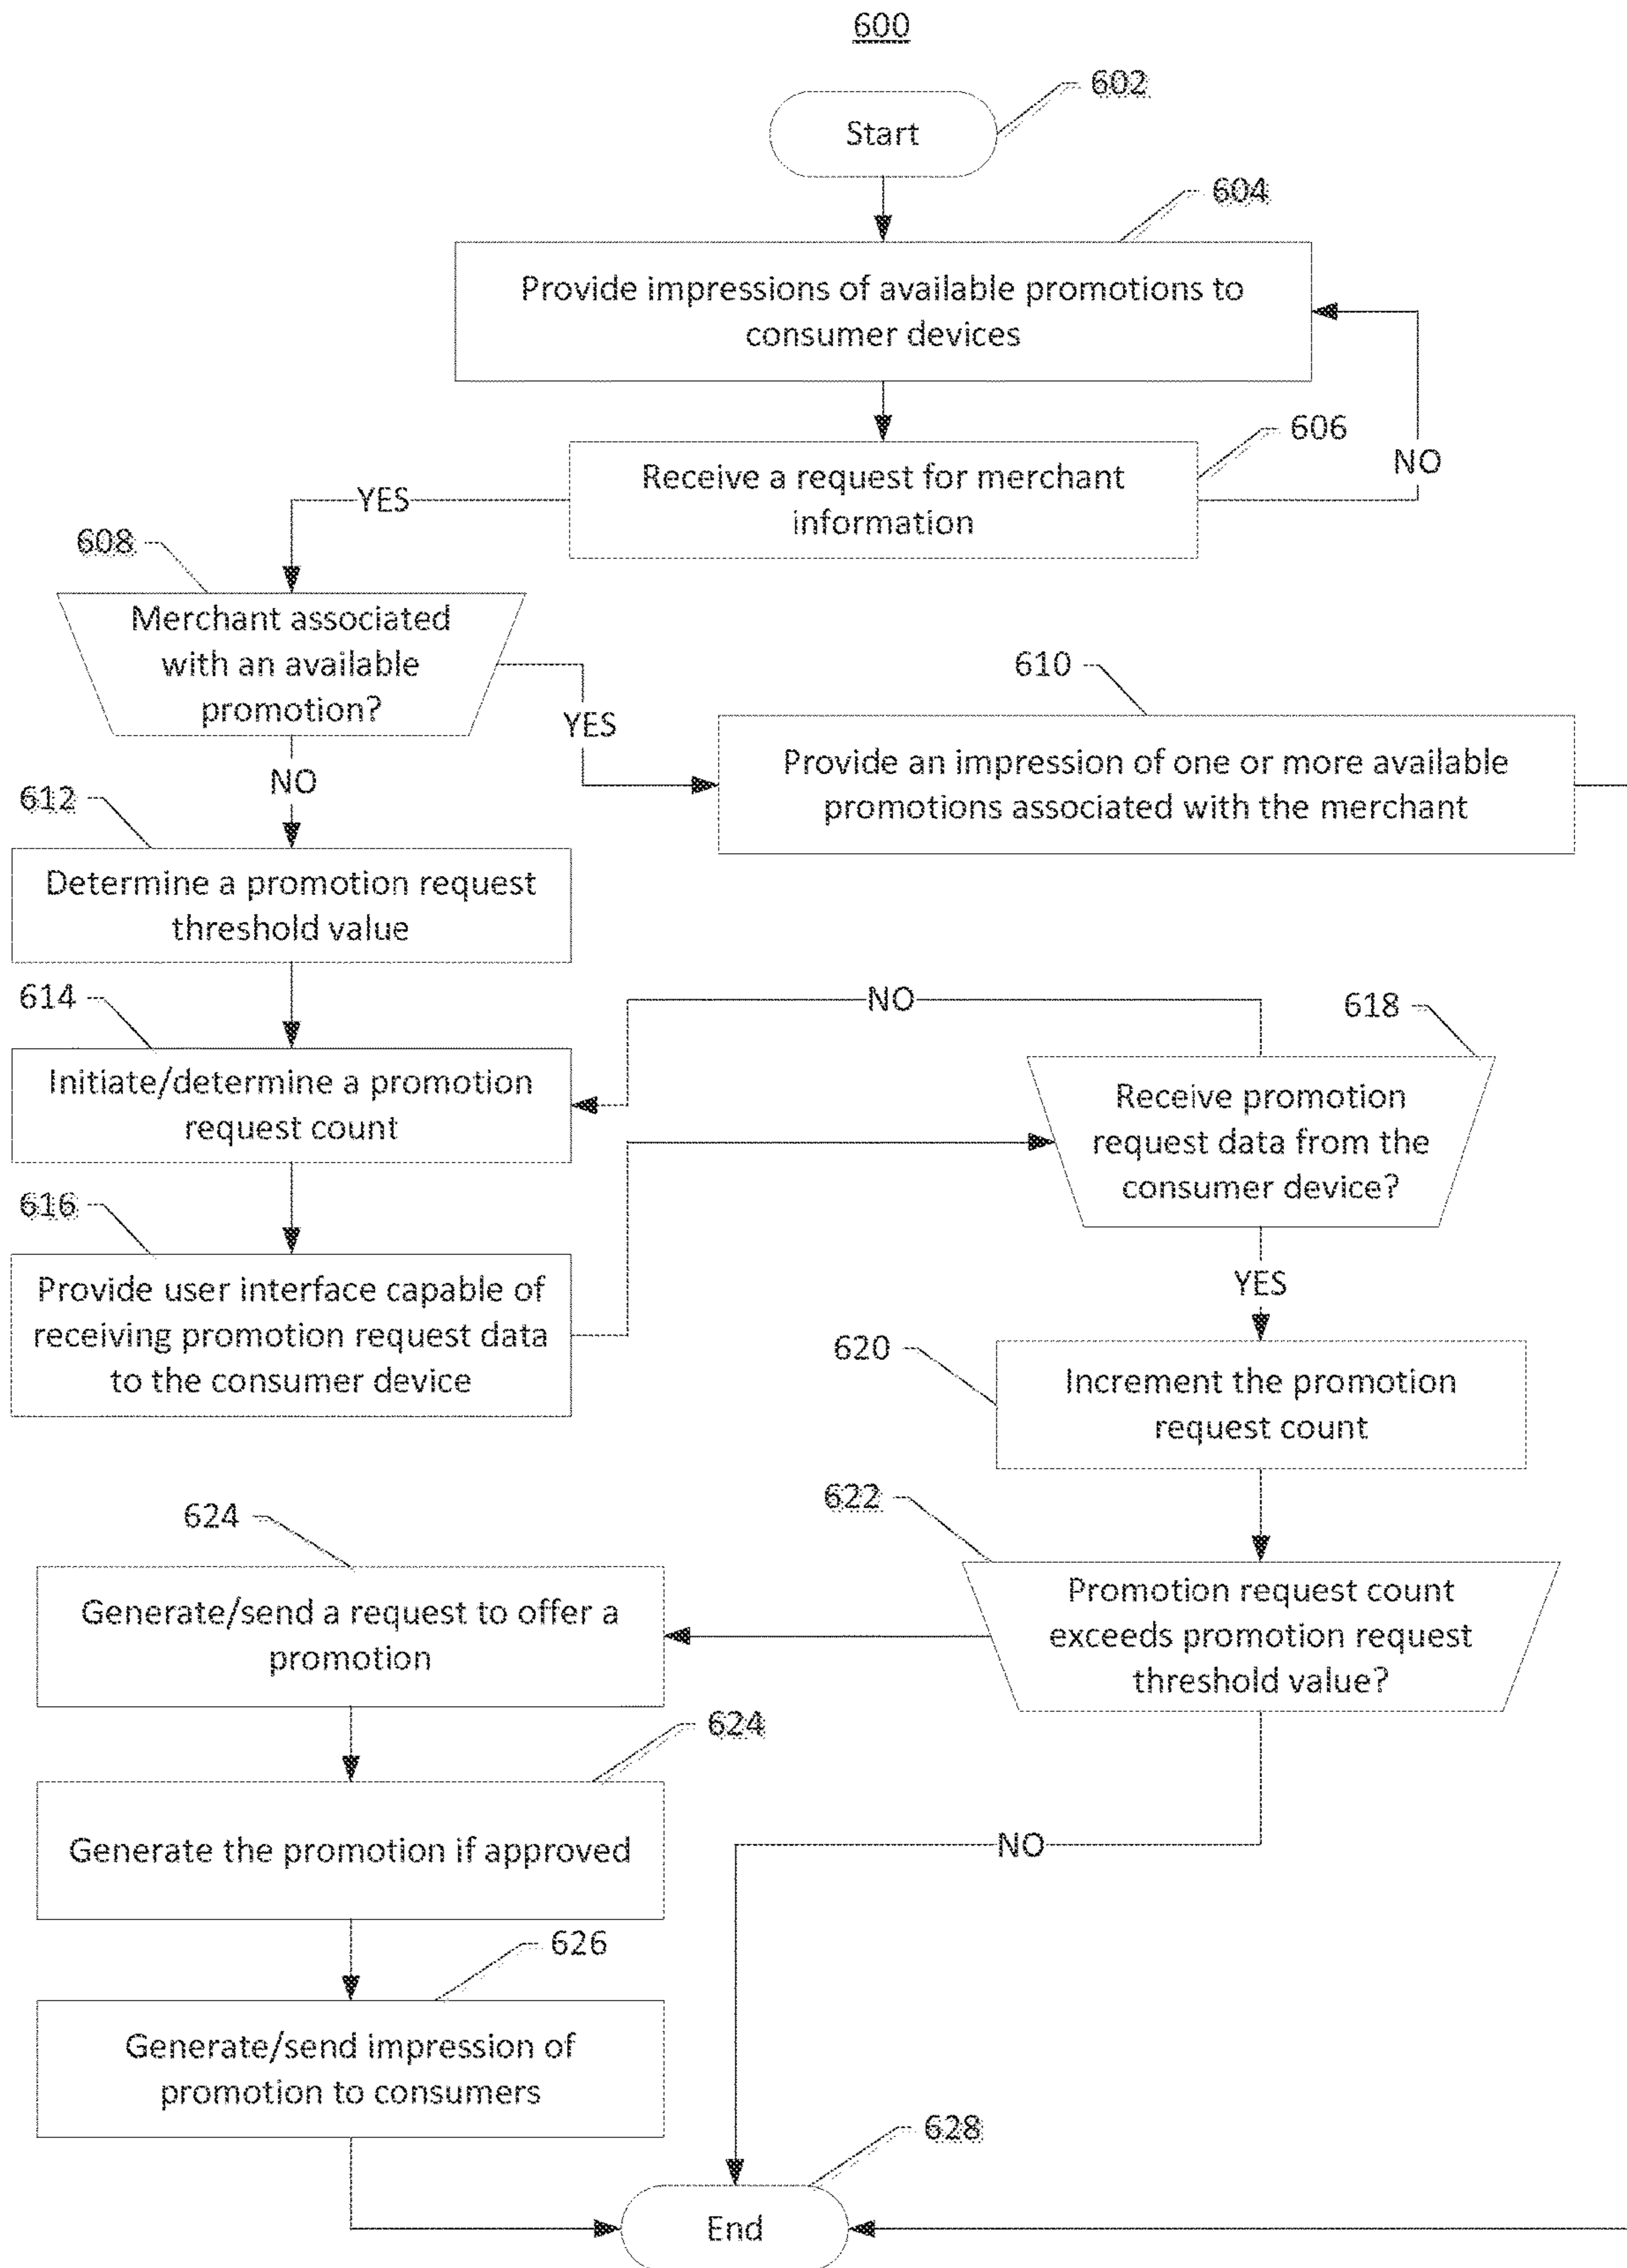 600
602
Start
604
Provide impressions of available promotions to
consumer devices
606
Receive a request for merchant
information
NO
YES
608
Merchant associated
with an available
promotion?
YES
610
Provide an impression of one or more available
promotions associated with the merchant
NO
612
Determine a promotion request
threshold value
614
Initiate/determine a promotion
request count
NO
618
Receive promotion
request data from the
consumer device?
616
Provide user interface capable of
receiving promotion request data
to the consumer device
YES
620
Increment the promotion
request count
622
Promotion request count
exceeds promotion request
threshold value?
624
Generate/send a request to offer a
promotion
624
Generate the promotion if approved
NO
626
Generate/send impression of
promotion to consumers
628
End